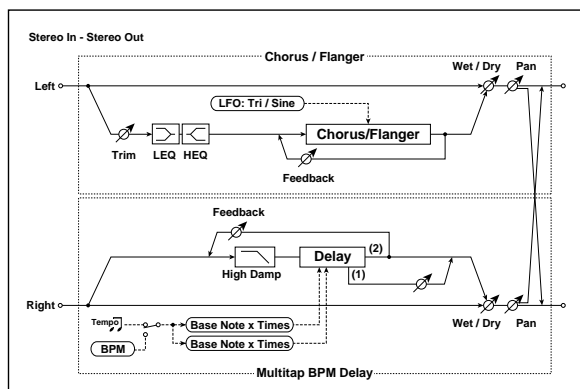 Stereo In - Stereo Out
Chorus / Flanger
Wet / Dry
Pan
Left
LFO: Tri / Sine
Chorus/Flanger
Trim
LEQ
HEQ
Feedback
Feedback
Delay
(2)
(1)
High Damp
Right
Wet / Dry
Pan
Tempo
Base Note x Times
BPM
Base Note x Times
Multitap BPM Delay